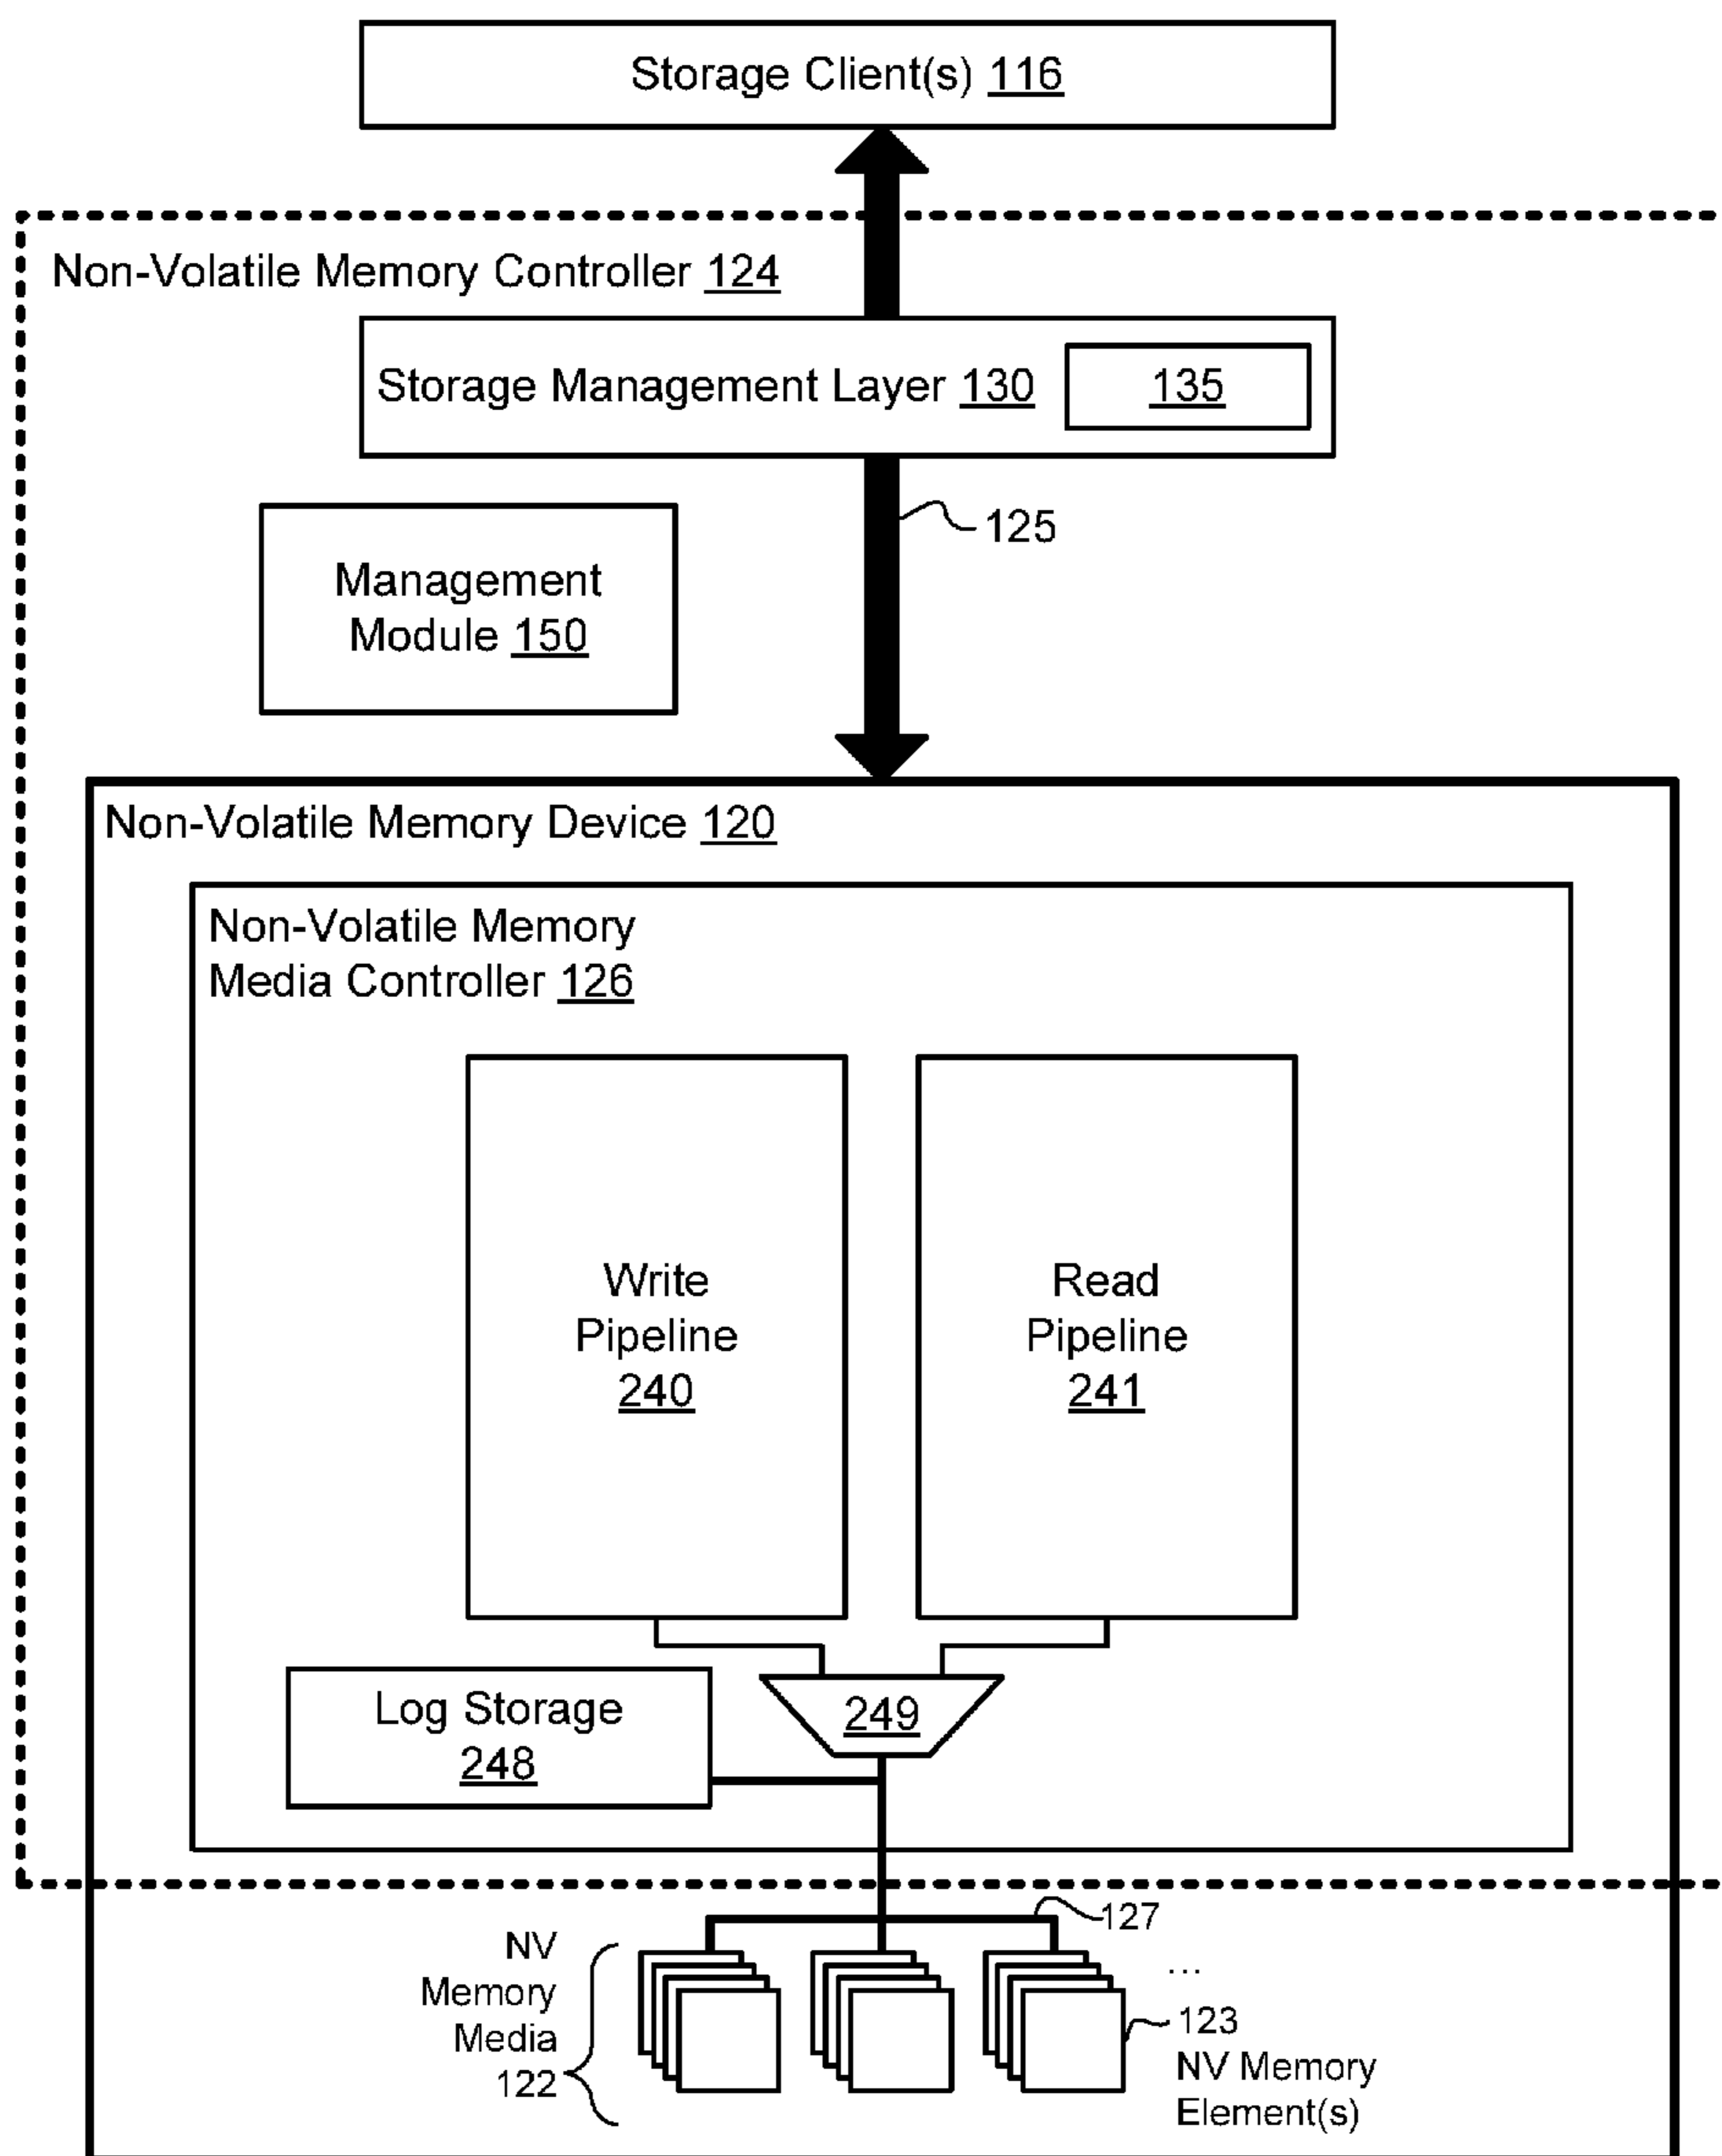 Storage Client(s) 116
Non-Volatile Memory Controller 124
Storage Management Layer 130
135
125
Management
Module 150
Non-Volatile Memory Device 120
Non-Volatile Memory
Media Controller 126
Write
Pipeline
240
Read
Pipeline
241
Log Storage
248
249
127
NV
Memory
Media
122
...
123
NV Memory
Element(s)